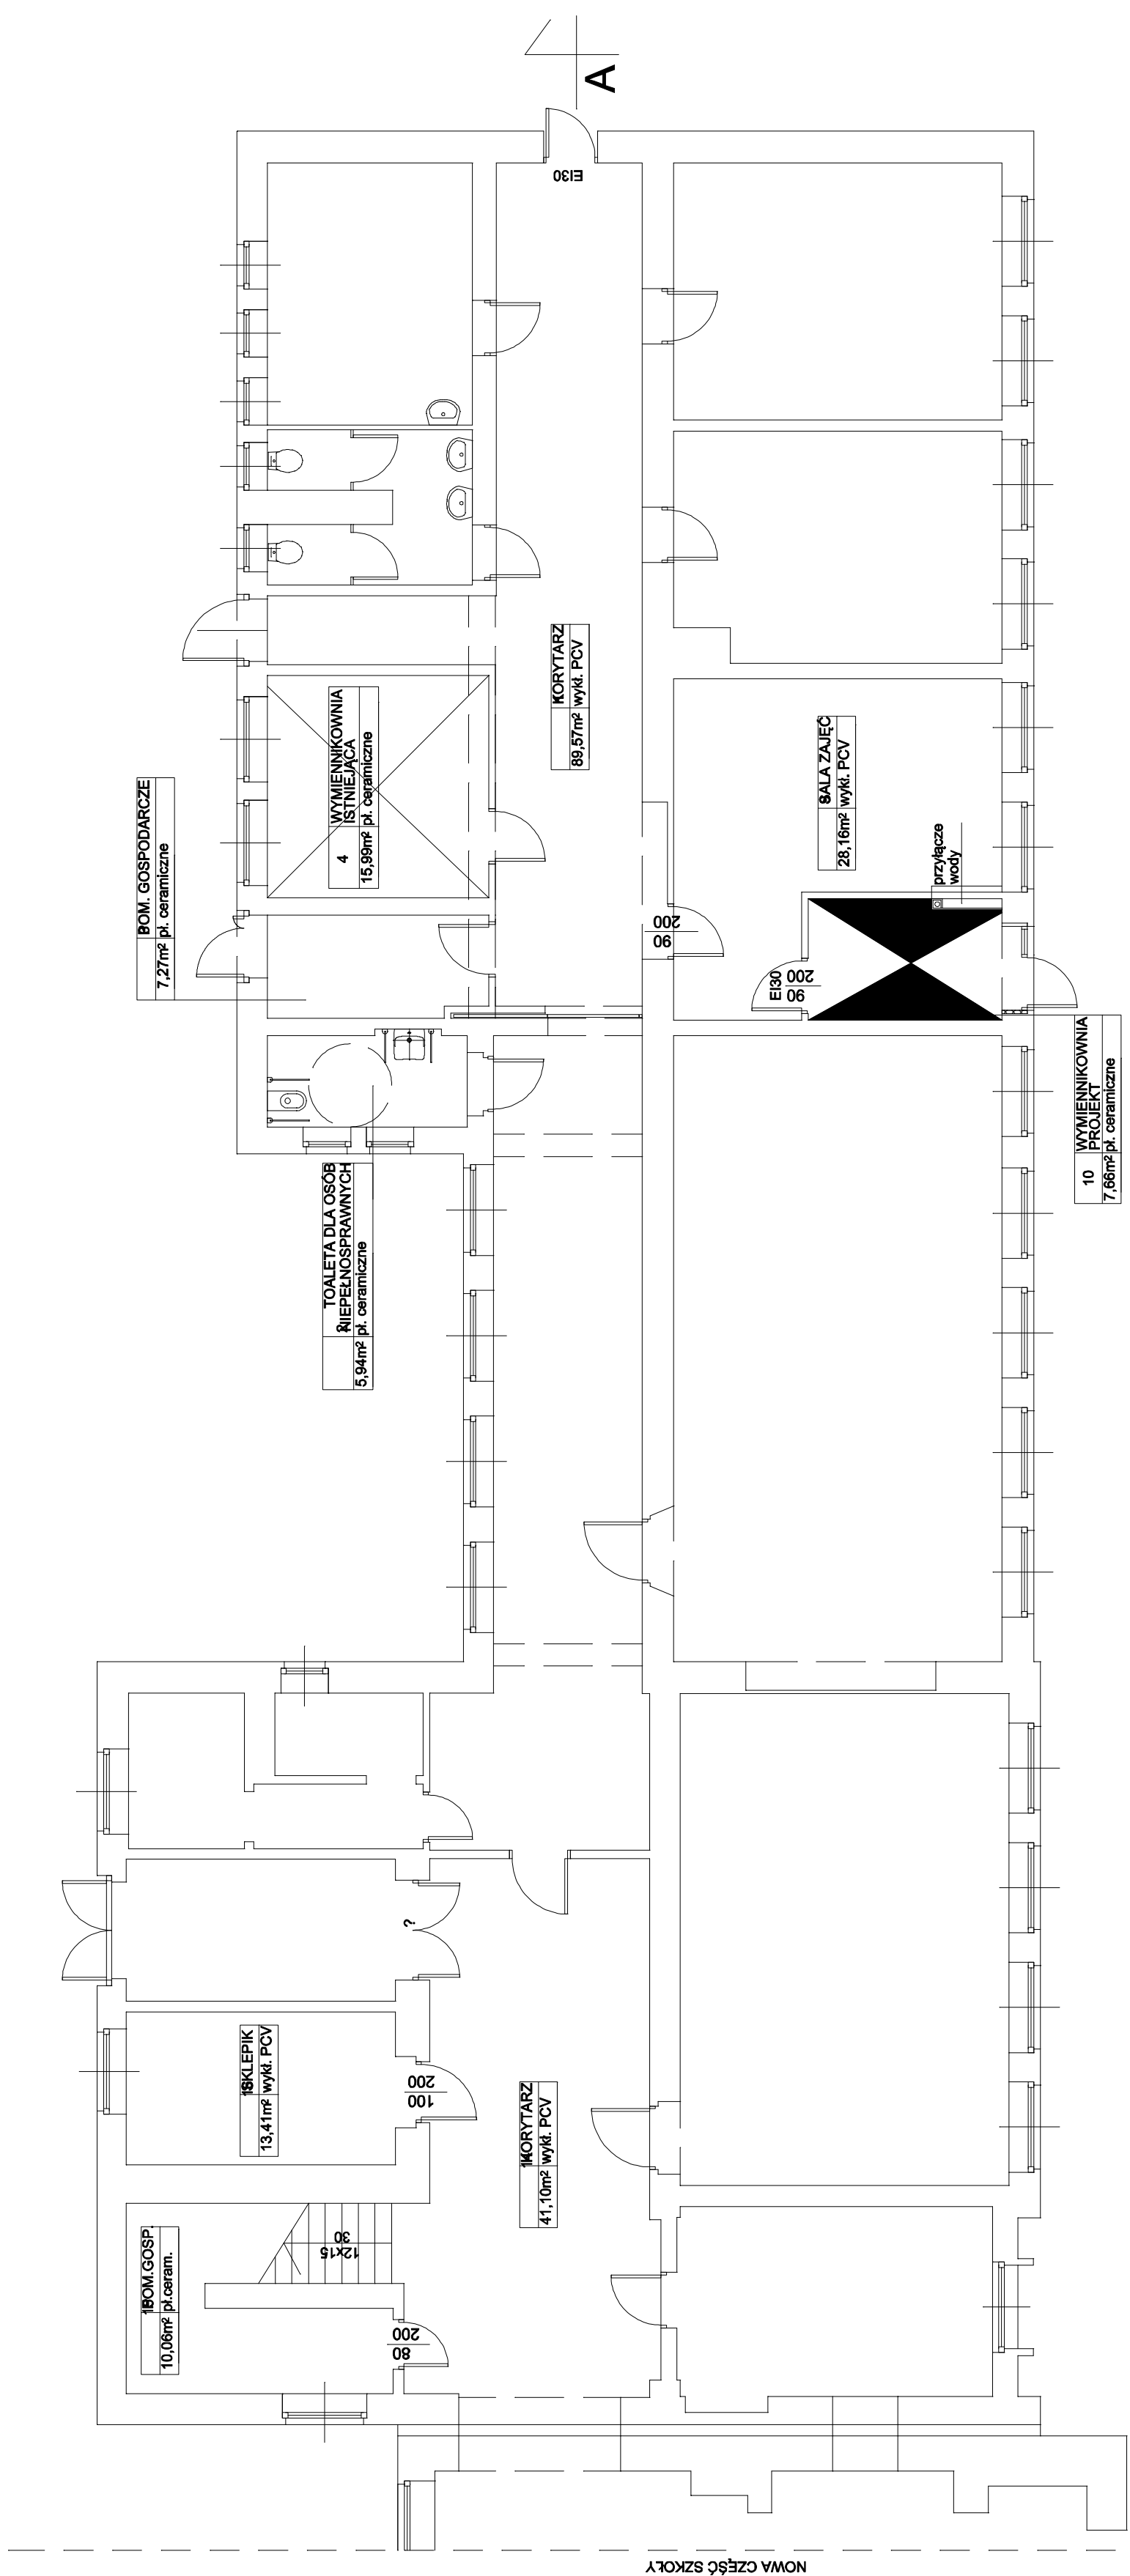 A
EI30
POM. GOSPODARCZE
7,27m² pł. ceramiczne
WYMIENNIKOWNIA
ISTNIEJĄCA
4
15,99m² pł. ceramiczne
KORYTARZ
89,57m² wykł. PCV
SALA ZAJĘĆ
28,16m² wykł. PCV
przyłącze
wody
90
200
EI30
90
200
WYMIENNIKOWNIA
PROJEKT
10
7,66m² pł. ceramiczne
TOALETA DLA OSÓB
NIEPEŁNOSPRAWNYCH
5,94m² pł. ceramiczne
?
SKLEPIK
13,41m² wykł. PCV
100
200
KORYTARZ
41,10m² wykł. PCV
POM.GOSP.
10,06m² pł.ceram.
12x15
30
80
200
NOWA CZĘŚĆ SZKOŁY